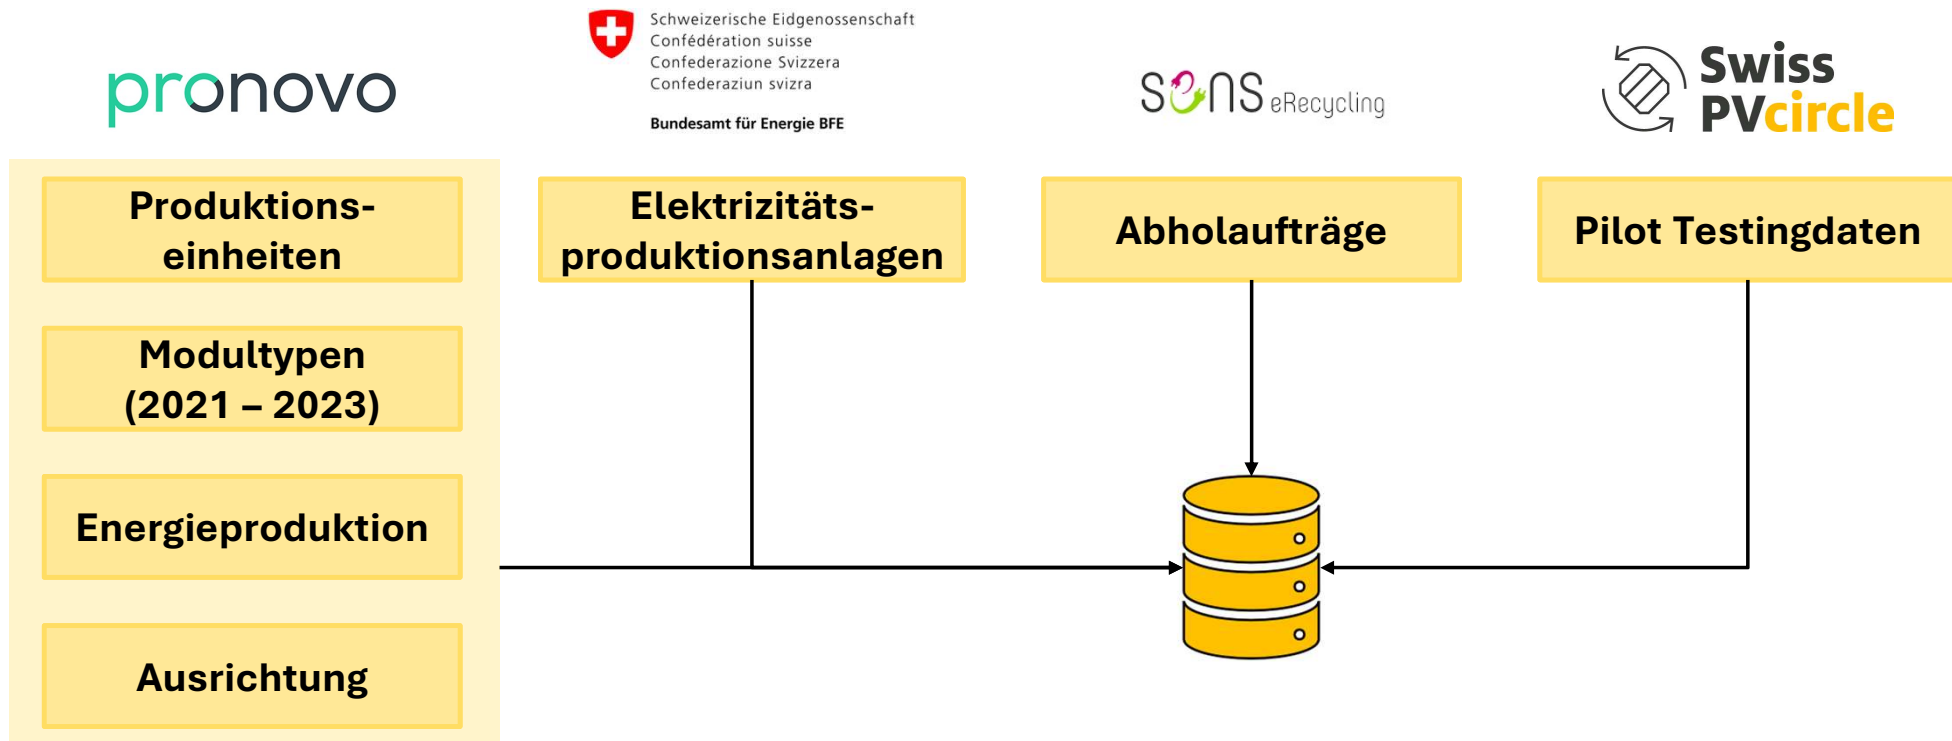 pronovo
Schweizerische Eidgenossenschaft
Confédération suisse
Confederazione Svizzera
Confederaziun svizra
Bundesamt für Energie BFE
SENS eRecycling
Swiss
PVcircle
Produktions-
einheiten
Modultypen
(2021 – 2023)
Energieproduktion
Ausrichtung
Elektrizitäts-
produktionsanlagen
Abholaufträge
Pilot Testingdaten